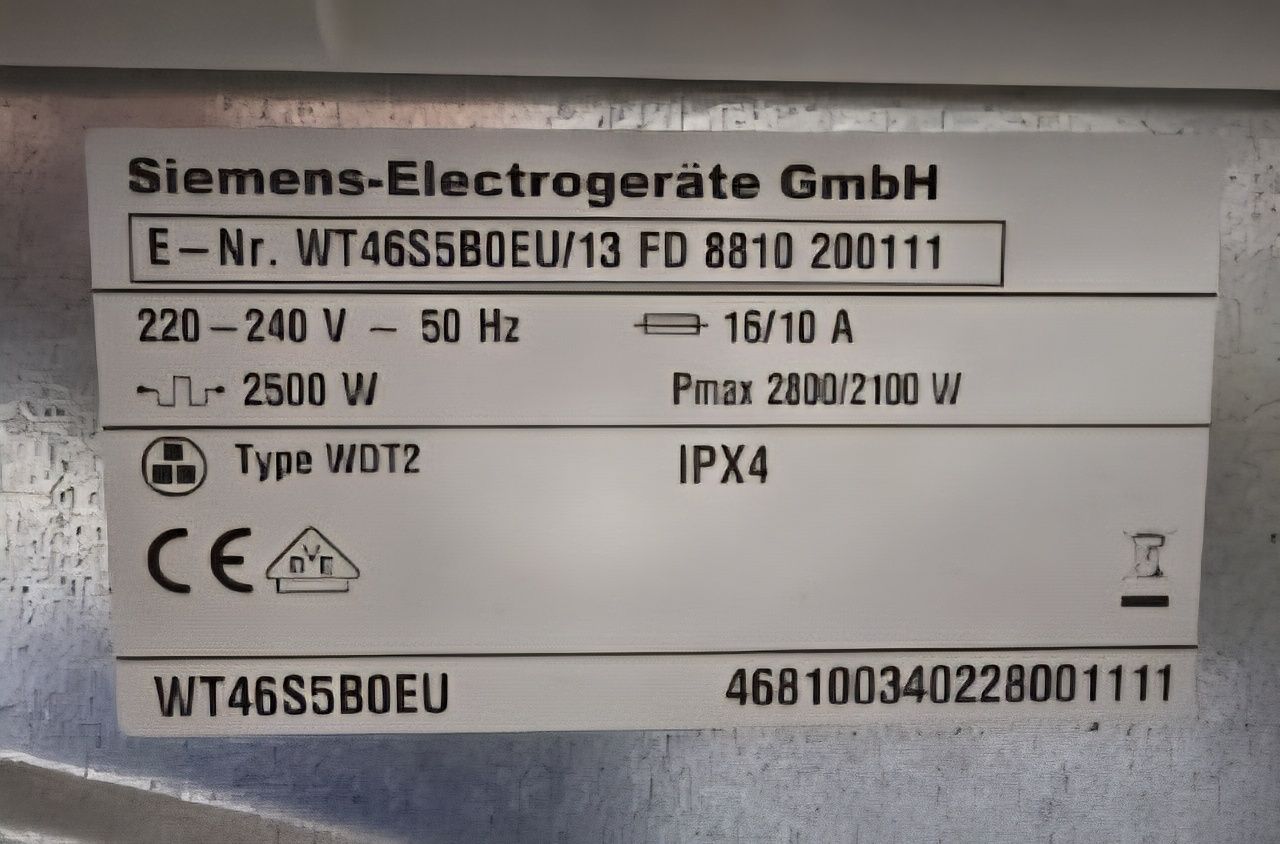 Siemens-Electrogeräte GmbH
E-Nr. WT46S5B0EU/13 FD 8810 200111
220-240 V ~ 50 Hz 16/10 A
2500 W Pmax 2800/2100 W
Type WDT2 IPX4
CE
WT46S5B0EU 468100340228001111